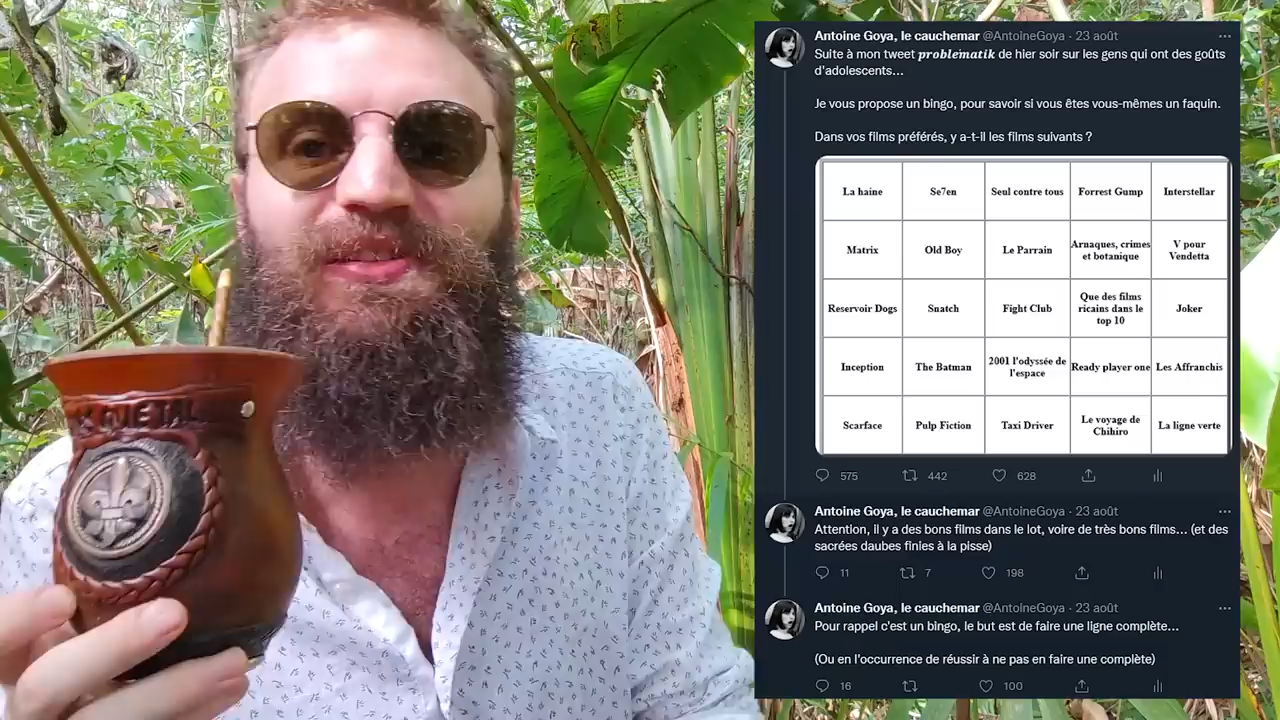 Antoine Goya, le cauchemar @AntoineGoya · 23 août
Suite à mon tweet problématik de hier soir sur les gens qui ont des goûts
d'adolescents...
Je vous propose un bingo, pour savoir si vous êtes vous-mêmes un faquin.
Dans vos films préférés, y a-t-il les films suivants ?
La haine
Se7en
Seul contre tous
Forrest Gump
Interstellar
Matrix
Old Boy
Le Parrain
Arnaques, crimes
et botanique
V pour
Vendetta
Reservoir Dogs
Snatch
Fight Club
Que des films
ricains dans le
top 10
Joker
Inception
The Batman
2001 l'odyssée de
l'espace
Ready player one
Les Affranchis
Scarface
Pulp Fiction
Taxi Driver
Le voyage de
Chihiro
La ligne verte
575 442 628
Antoine Goya, le cauchemar @AntoineGoya · 23 août
Attention, il y a des bons films dans le lot, voire de très bons films... (et des
sacrées daubes finies à la pisse)
11 7 198
Antoine Goya, le cauchemar @AntoineGoya · 23 août
Pour rappel c'est un bingo, le but est de faire une ligne complète...
(Ou en l'occurrence de réussir à ne pas en faire une complète)
16 100
METAL